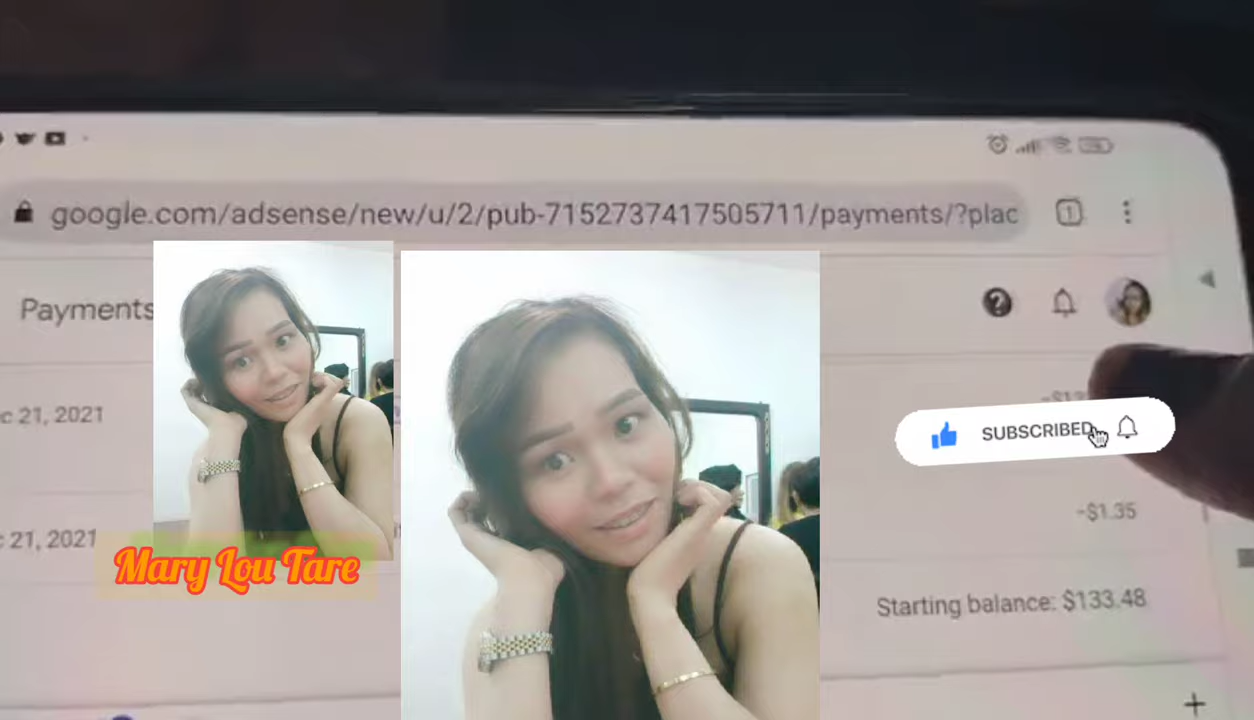 google.com/adsense/new/u/2/pub-7152737417505711/payments/?plac
1
Payments
c 21, 2021
SUBSCRIBED
21, 2021
-$1.35
Mary Lou Tare
Starting balance: $133.48